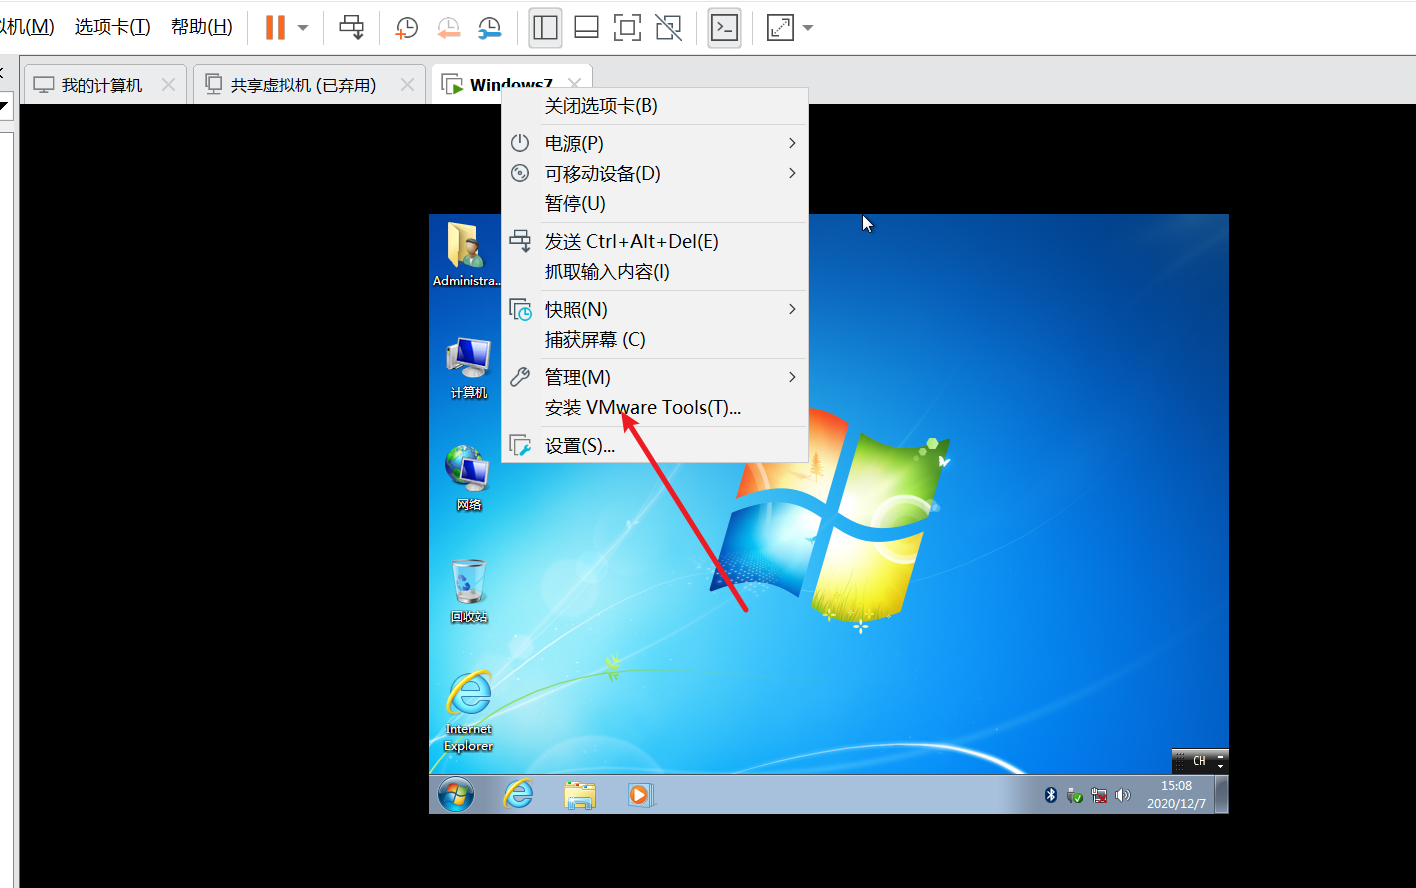 拟机(M) 选项卡(T) 帮助(H)
我的计算机 共享虚拟机 (已弃用) Windows7
关闭选项卡(B)
电源(P)
可移动设备(D)
暂停(U)
发送 Ctrl+Alt+Del(E)
抓取输入内容(I)
快照(N)
捕获屏幕 (C)
管理(M)
安装 VMware Tools(T)...
设置(S)...
Administra...
计算机
网络
回收站
Internet
Explorer
CH
15:08
2020/12/7